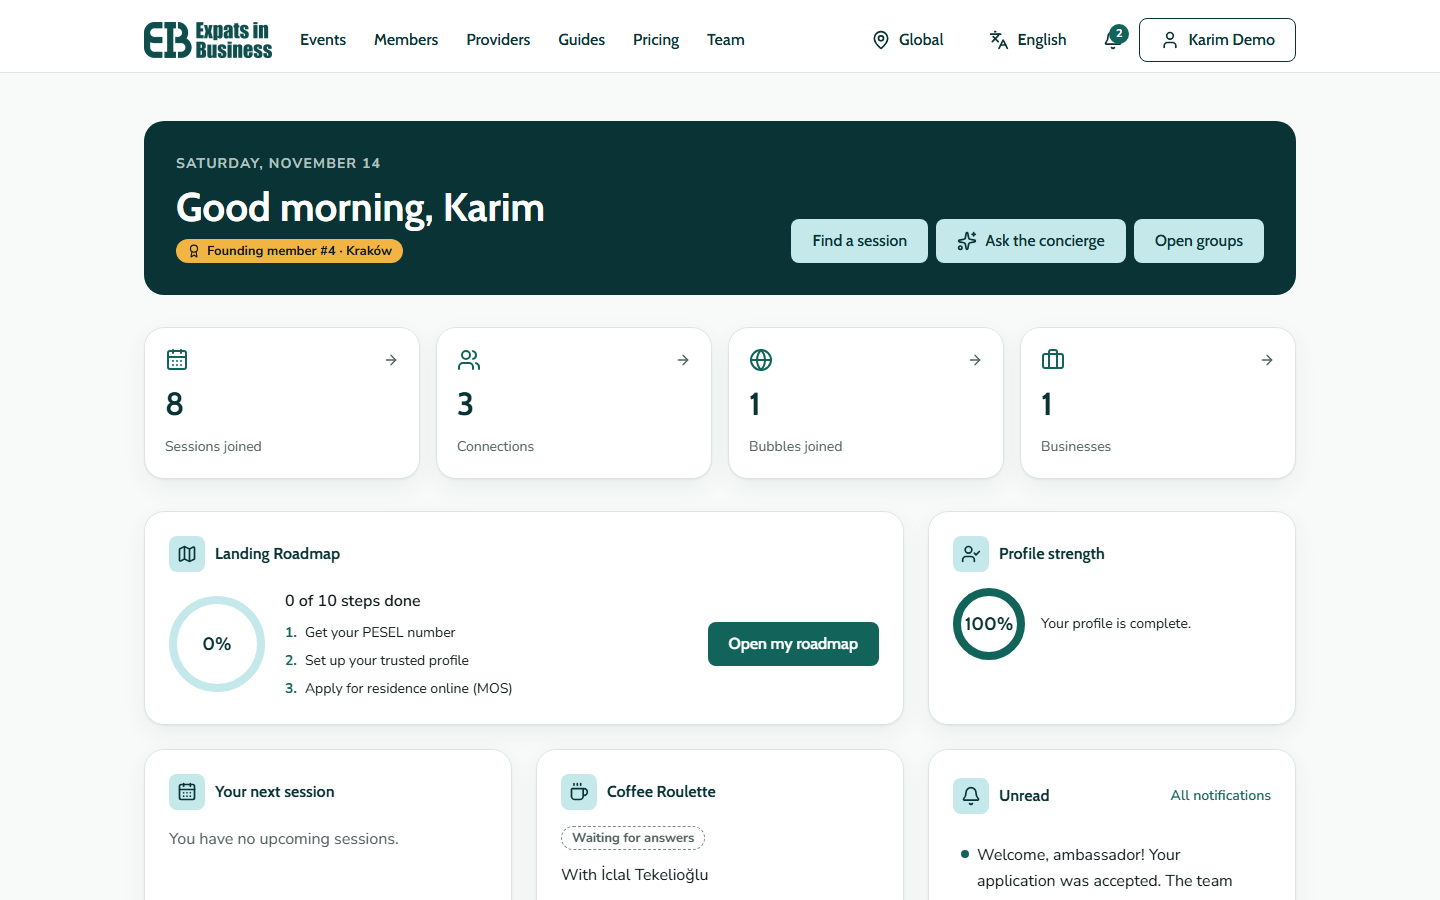 EIB Expats in Business
Events
Members
Providers
Guides
Pricing
Team
Global
English
2
Karim Demo
SATURDAY, NOVEMBER 14
Good morning, Karim
Founding member #4 · Kraków
Find a session
Ask the concierge
Open groups
8
Sessions joined
3
Connections
1
Bubbles joined
1
Businesses
Landing Roadmap
0%
0 of 10 steps done
1. Get your PESEL number
2. Set up your trusted profile
3. Apply for residence online (MOS)
Open my roadmap
Profile strength
100%
Your profile is complete.
Your next session
You have no upcoming sessions.
Coffee Roulette
Waiting for answers
With İclal Tekelioğlu
Unread
All notifications
Welcome, ambassador! Your
application was accepted. The team